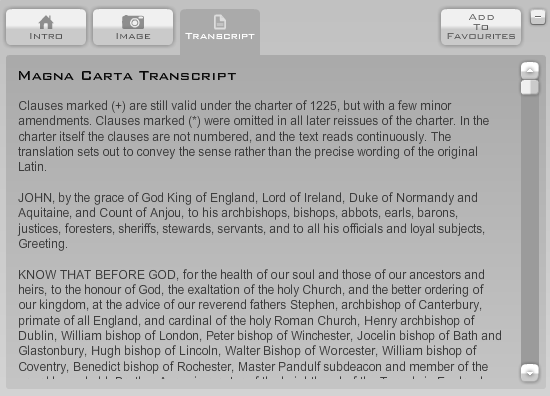 Intro
Image
Transcript
Add
To
Favourites
Magna Carta Transcript
Clauses marked (+) are still valid under the charter of 1225, but with a few minor
amendments. Clauses marked (*) were omitted in all later reissues of the charter. In the
charter itself the clauses are not numbered, and the text reads continuously. The
translation sets out to convey the sense rather than the precise wording of the original
Latin.
JOHN, by the grace of God King of England, Lord of Ireland, Duke of Normandy and
Aquitaine, and Count of Anjou, to his archbishops, bishops, abbots, earls, barons,
justices, foresters, sheriffs, stewards, servants, and to all his officials and loyal subjects,
Greeting.
KNOW THAT BEFORE GOD, for the health of our soul and those of our ancestors and
heirs, to the honour of God, the exaltation of the holy Church, and the better ordering of
our kingdom, at the advice of our reverend fathers Stephen, archbishop of Canterbury,
primate of all England, and cardinal of the holy Roman Church, Henry archbishop of
Dublin, William bishop of London, Peter bishop of Winchester, Jocelin bishop of Bath and
Glastonbury, Hugh bishop of Lincoln, Walter Bishop of Worcester, William bishop of
Coventry, Benedict bishop of Rochester, Master Pandulf subdeacon and member of the